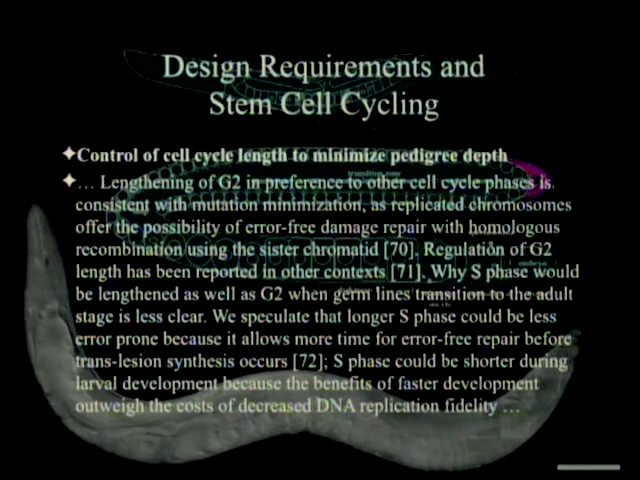 Design Requirements and
Stem Cell Cycling
✦Control of cell cycle length to minimize pedigree depth
✦… Lengthening of G2 in preference to other cell cycle phases is
consistent with mutation minimization, as replicated chromosomes
offer the possibility of error-free damage repair with homologous
recombination using the sister chromatid [70]. Regulation of G2
length has been reported in other contexts [71]. Why S phase would
be lengthened as well as G2 when germ lines transition to the adult
stage is less clear. We speculate that longer S phase could be less
error prone because it allows more time for error-free repair before
trans-lesion synthesis occurs [72]; S phase could be shorter during
larval development because the benefits of faster development
outweigh the costs of decreased DNA replication fidelity …